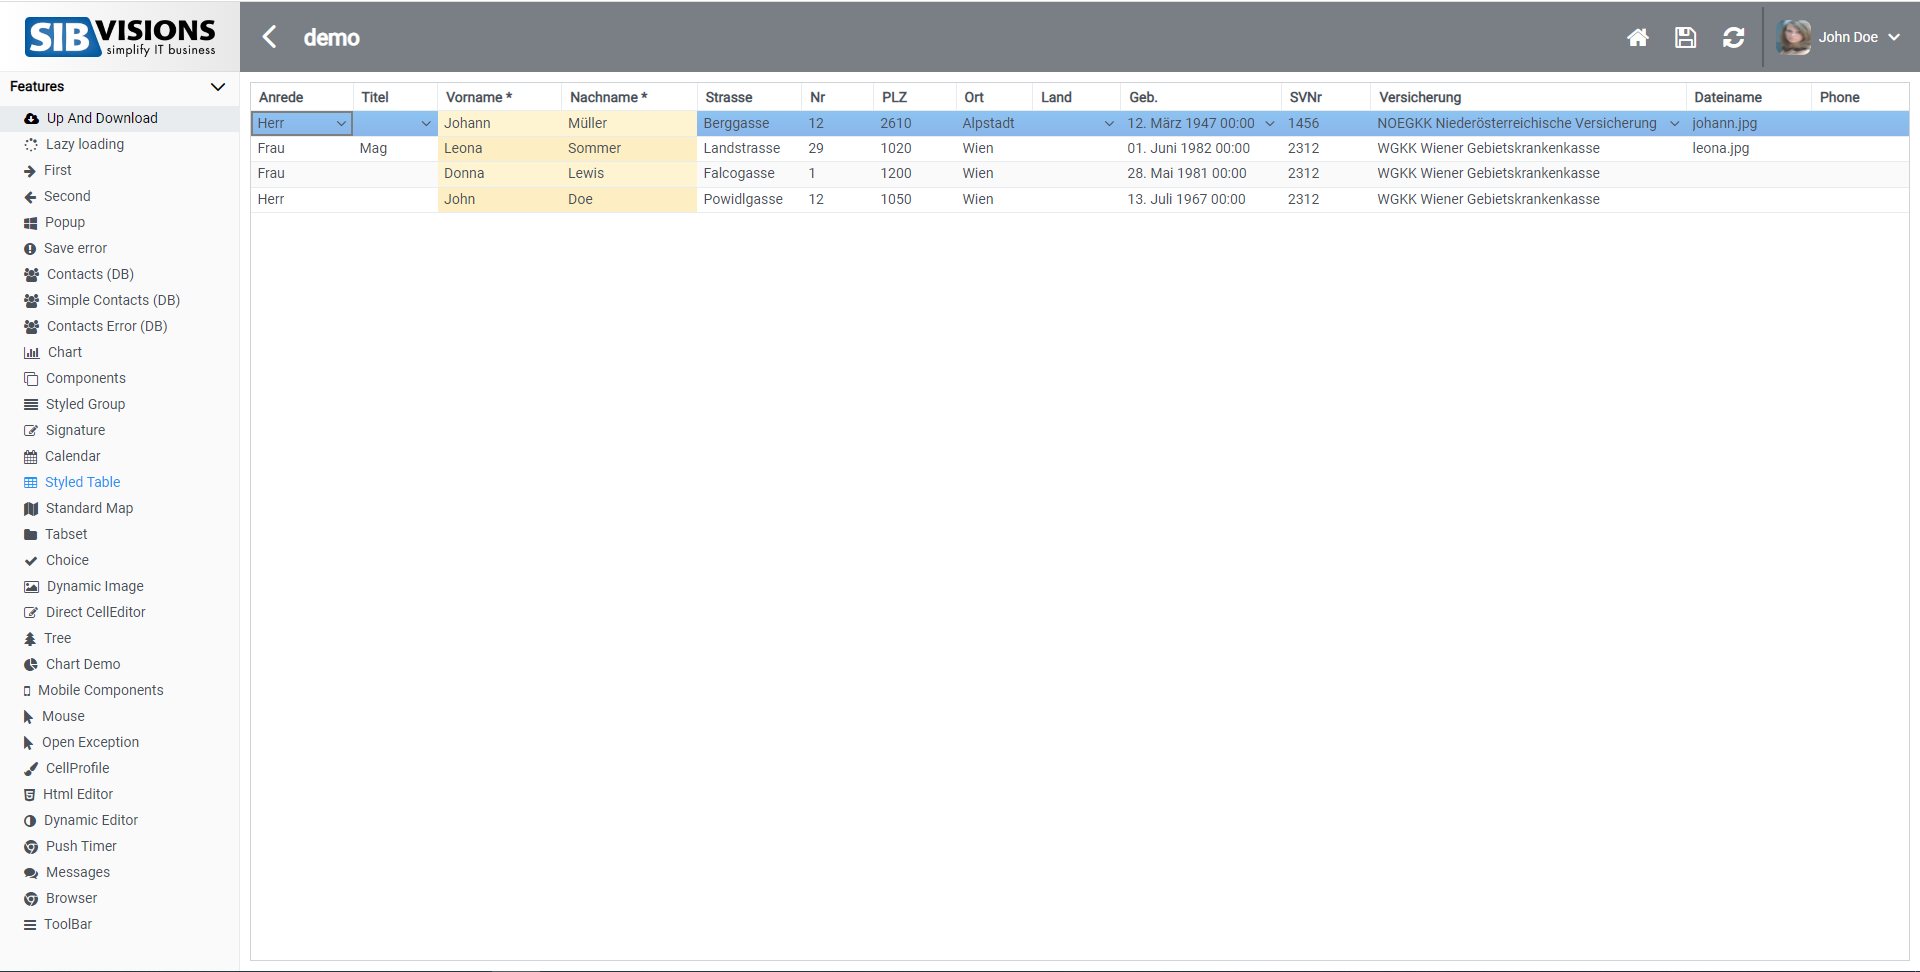 SIB VISIONS
simplify IT business
demo
John Doe
Features
Up And Download
Lazy loading
First
Second
Popup
Save error
Contacts (DB)
Simple Contacts (DB)
Contacts Error (DB)
Chart
Components
Styled Group
Signature
Calendar
Styled Table
Standard Map
Tabset
Choice
Dynamic Image
Direct CellEditor
Tree
Chart Demo
Mobile Components
Mouse
Open Exception
CellProfile
Html Editor
Dynamic Editor
Push Timer
Messages
Browser
ToolBar
Anrede Titel Vorname * Nachname * Strasse Nr PLZ Ort Land Geb. SVNr Versicherung Dateiname Phone
Herr Johann Müller Berggasse 12 2610 Alpstadt 12. März 1947 00:00 1456 NOEGKK Niederösterreichische Versicherung johann.jpg
Frau Mag Leona Sommer Landstrasse 29 1020 Wien 01. Juni 1982 00:00 2312 WGKK Wiener Gebietskrankenkasse leona.jpg
Frau Donna Lewis Falcogasse 1 1200 Wien 28. Mai 1981 00:00 2312 WGKK Wiener Gebietskrankenkasse
Herr John Doe Powidlgasse 12 1050 Wien 13. Juli 1967 00:00 2312 WGKK Wiener Gebietskrankenkasse